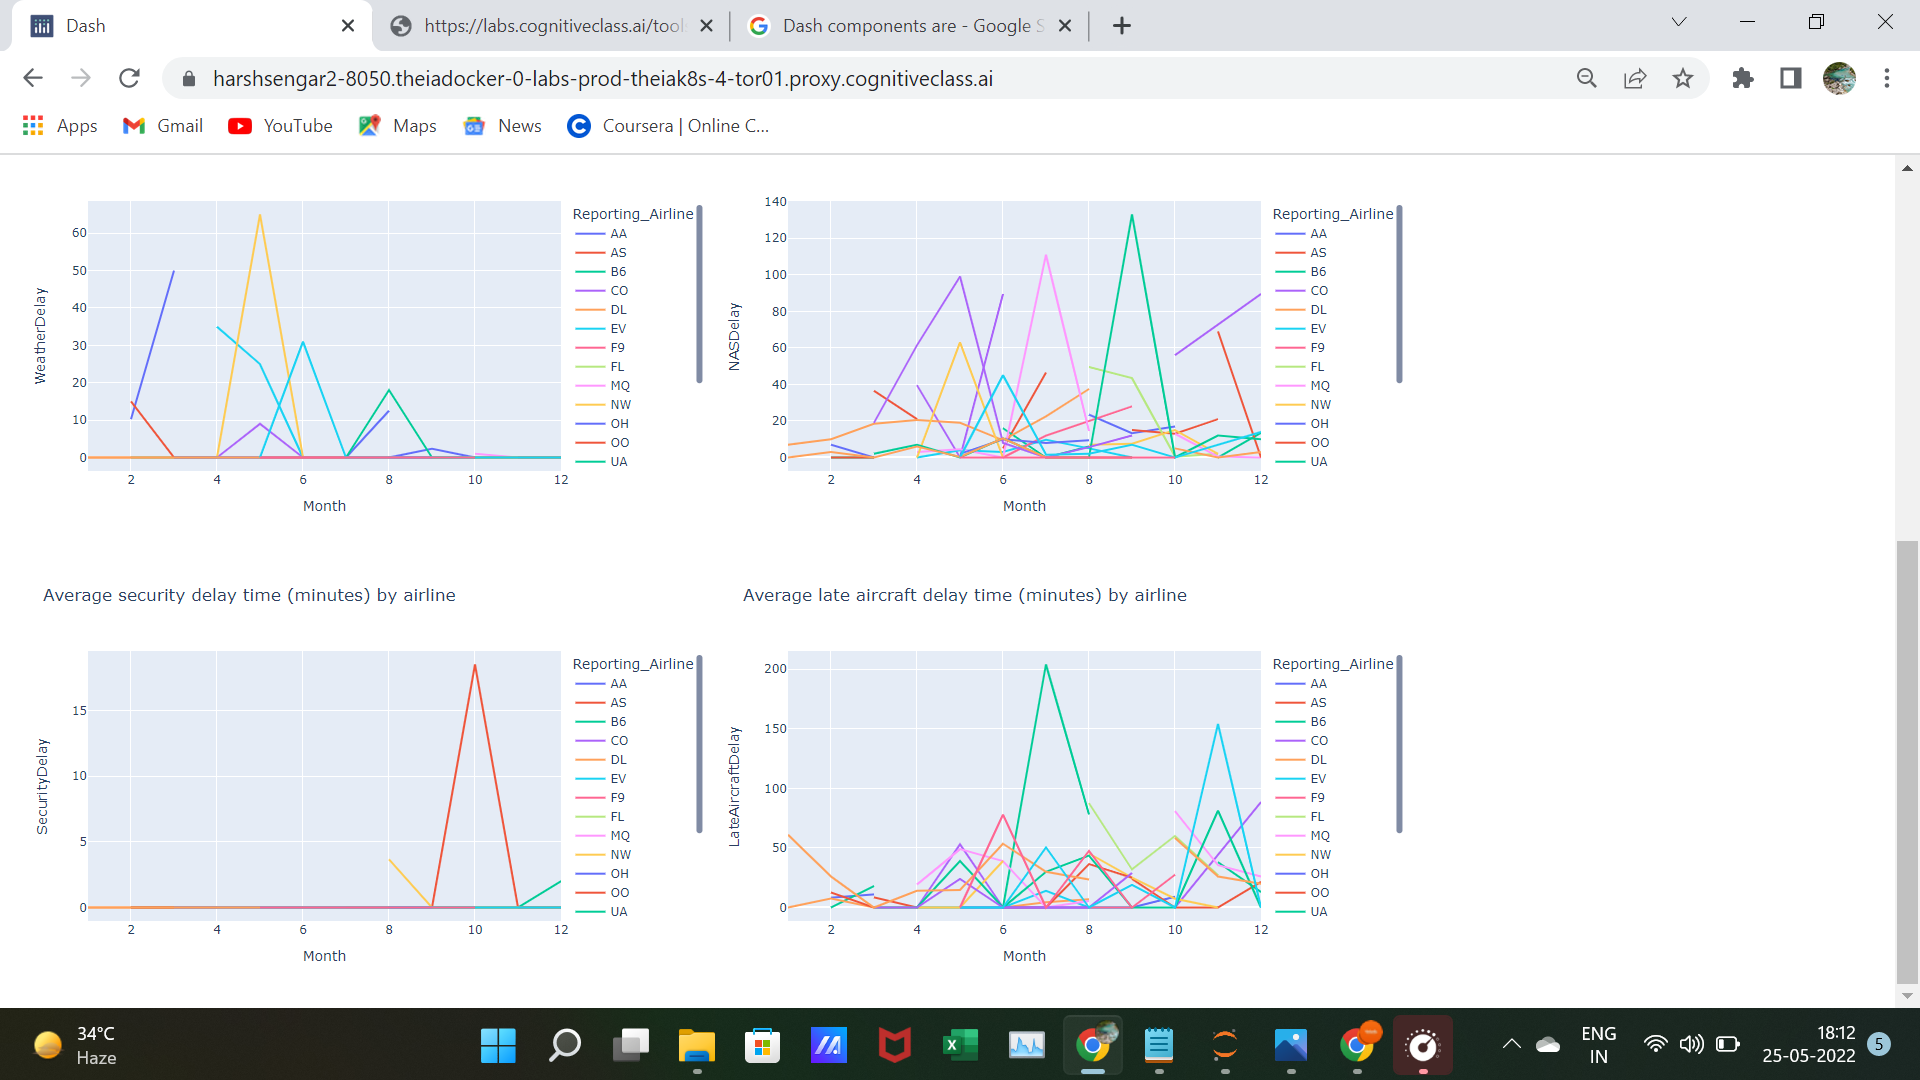 Dash
https://labs.cognitiveclass.ai/tool
Dash components are - Google S
harshsengar2-8050.theiadocker-0-labs-prod-theiak8s-4-tor01.proxy.cognitiveclass.ai
Apps
Gmail
YouTube
Maps
News
Coursera | Online C...
WeatherDelay
60
50
40
30
20
10
0
2 4 6 8 10 12
Month
Reporting_Airline
AA
AS
B6
CO
DL
EV
F9
FL
MQ
NW
OH
OO
UA
NASDelay
140
120
100
80
60
40
20
0
2 4 6 8 10 12
Month
Reporting_Airline
AA
AS
B6
CO
DL
EV
F9
FL
MQ
NW
OH
OO
UA
Average security delay time (minutes) by airline
SecurityDelay
15
10
5
0
2 4 6 8 10 12
Month
Reporting_Airline
AA
AS
B6
CO
DL
EV
F9
FL
MQ
NW
OH
OO
UA
Average late aircraft delay time (minutes) by airline
LateAircraftDelay
200
150
100
50
0
2 4 6 8 10 12
Month
Reporting_Airline
AA
AS
B6
CO
DL
EV
F9
FL
MQ
NW
OH
OO
UA
34°C
Haze
ENG
IN
18:12
25-05-2022
5